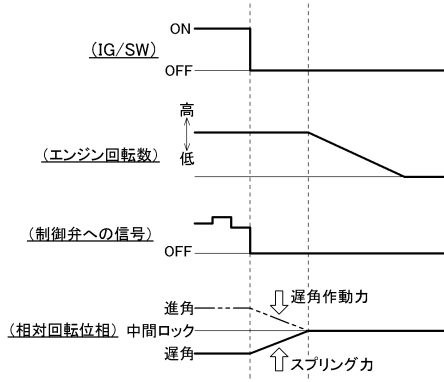 ON
(IG/SW)
OFF
高
(エンジン回転数)
低
(制御弁への信号)
OFF
遅角作動力
進角
(相対回転位相) 中間ロック
遅角
スプリング力